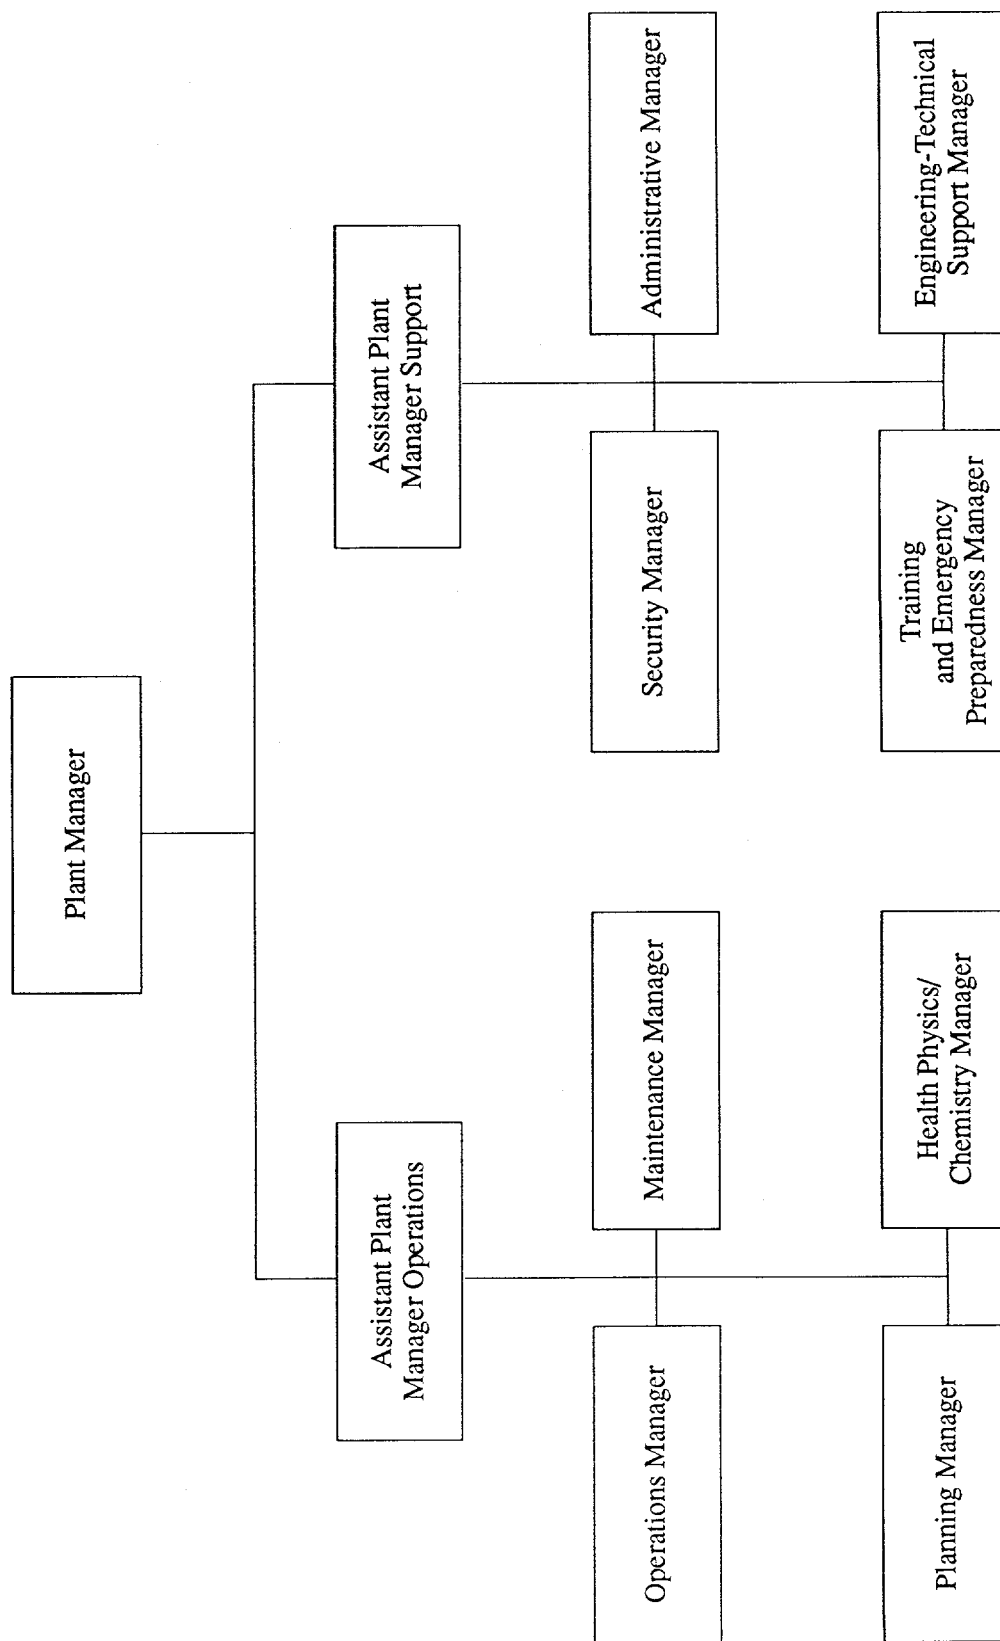 Plant Manager
Assistant Plant
Manager Operations
Assistant Plant
Manager Support
Operations Manager
Maintenance Manager
Security Manager
Administrative Manager
Planning Manager
Health Physics/
Chemistry Manager
Training
and Emergency
Preparedness Manager
Engineering-Technical
Support Manager